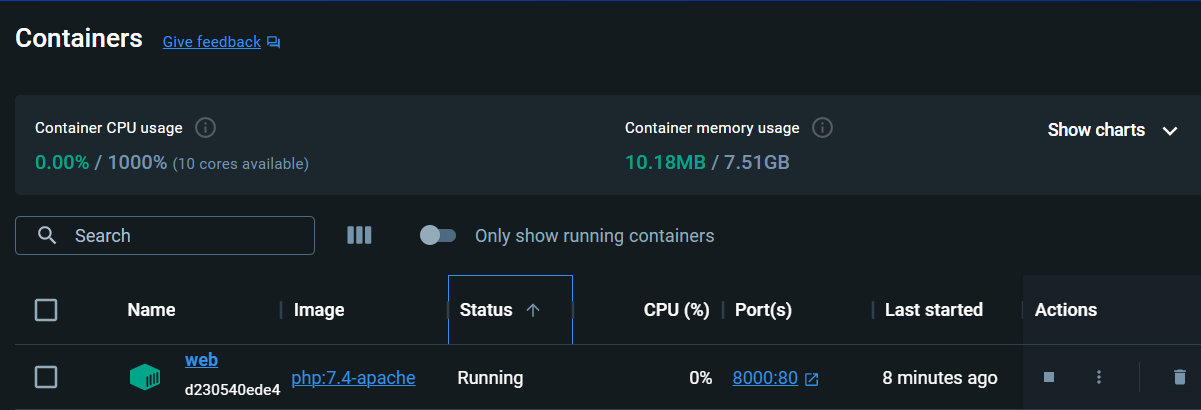 Containers Give feedback
Container CPU usage
0.00% / 1000% (10 cores available)
Container memory usage
10.18MB / 7.51GB
Show charts
Search
Only show running containers
Name Image Status CPU (%) Port(s) Last started Actions
web
d230540ede4
php:7.4-apache Running 0% 8000:80 8 minutes ago